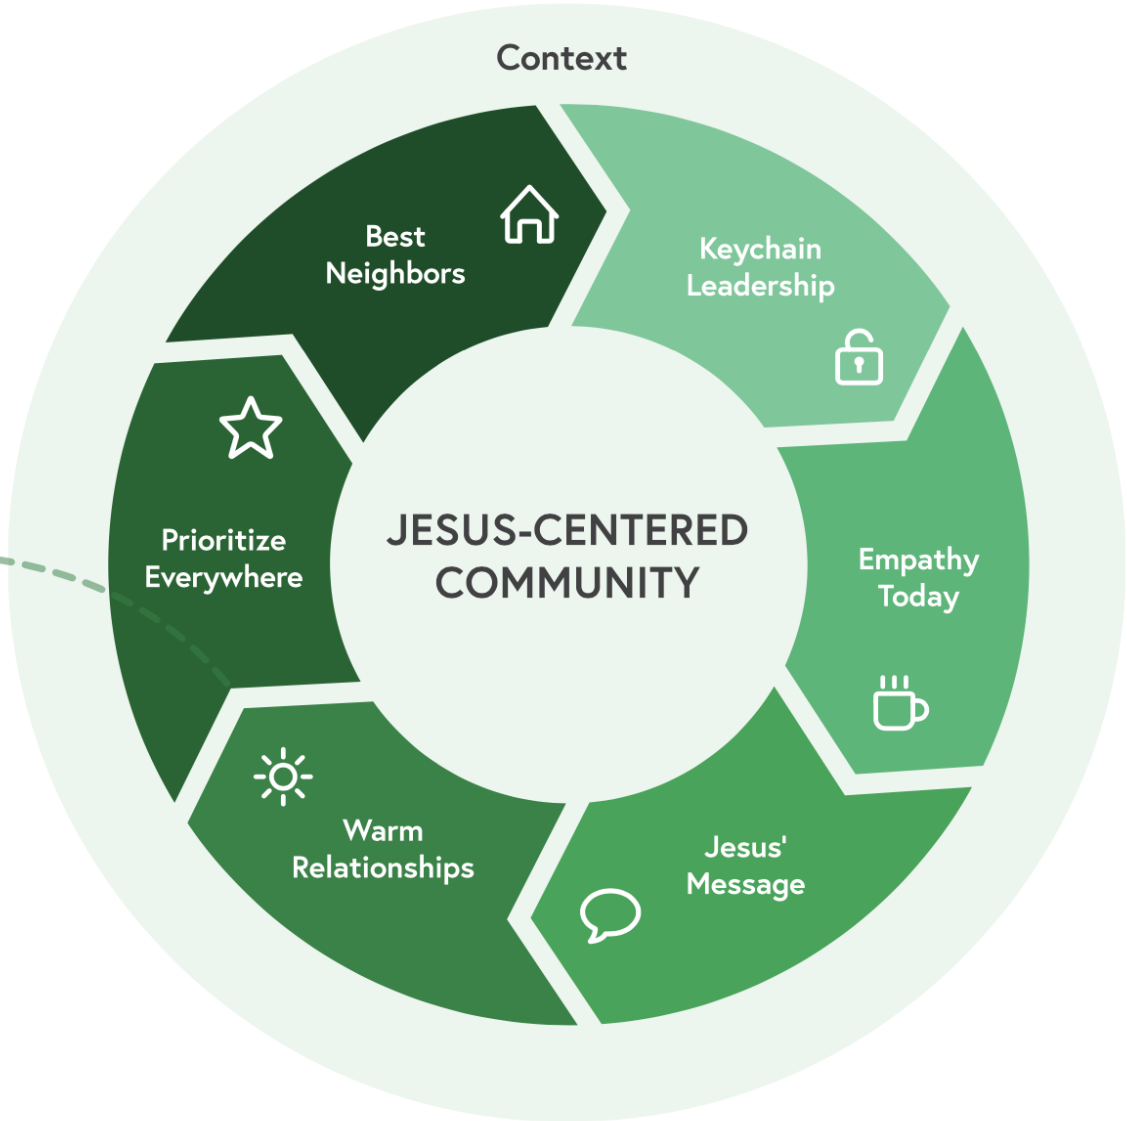 Context
Best
Neighbors
Keychain
Leadership
Prioritize
Everywhere
JESUS-CENTERED
COMMUNITY
Empathy
Today
Warm
Relationships
Jesus'
Message